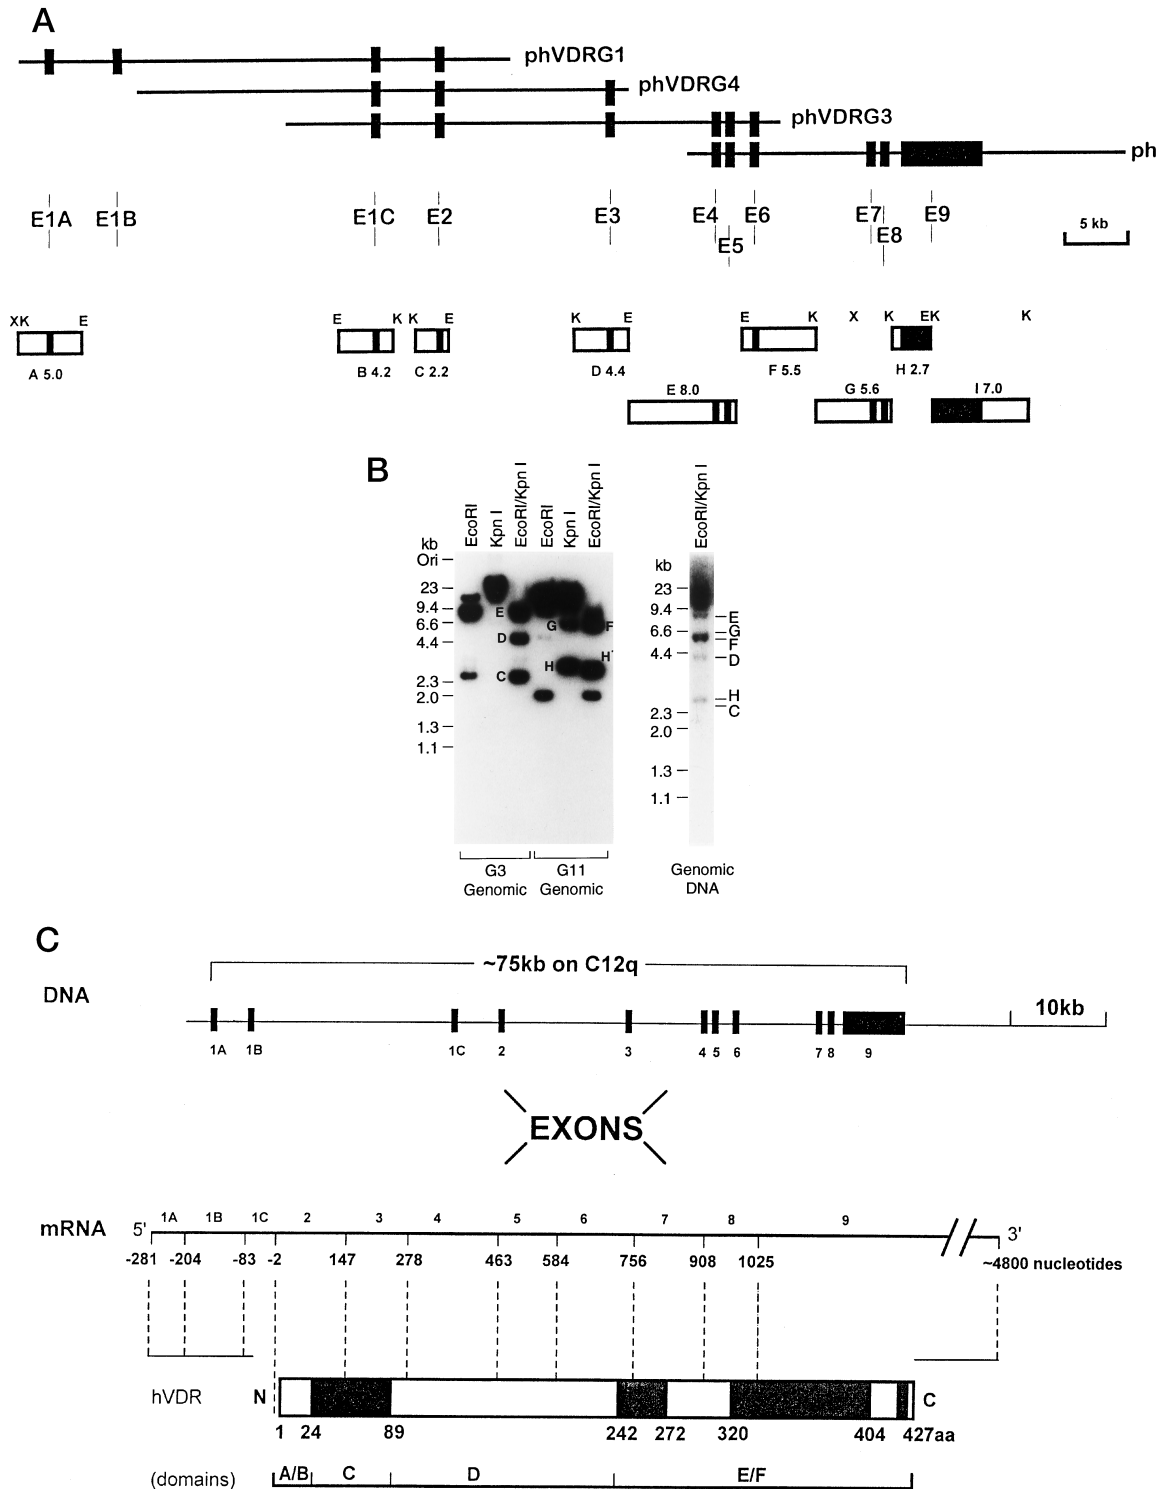 A
phVDRG1
phVDRG4
phVDRG3
ph
E1A E1B E1C E2 E3 E4 E6 E7 E9
E5 E8
5 kb
XK E E K K E K E E K X K EK K
A 5.0 B 4.2 C 2.2 D 4.4 F 5.5 H 2.7
E 8.0 G 5.6 I 7.0
B
EcoRI Kpn I EcoRI/Kpn I EcoRI Kpn I EcoRI/Kpn I
EcoRI/Kpn I
kb
Ori
23
9.4
6.6
4.4
2.3
2.0
1.3
1.1
E
D
C
G
H
F
H'
G3 Genomic
G11 Genomic
kb
23
9.4
6.6
4.4
2.3
2.0
1.3
1.1
E
G
F
D
H
C
Genomic
DNA
C
~75kb on C12q
DNA
10kb
1A 1B 1C 2 3 4 5 6 7 8 9
EXONS
mRNA 5' 1A 1B 1C 2 3 4 5 6 7 8 9 3'
-281 -204 -83 -2 147 278 463 584 756 908 1025 ~4800 nucleotides
hVDR N C
1 24 89 242 272 320 404 427aa
(domains) A/B C D E/F